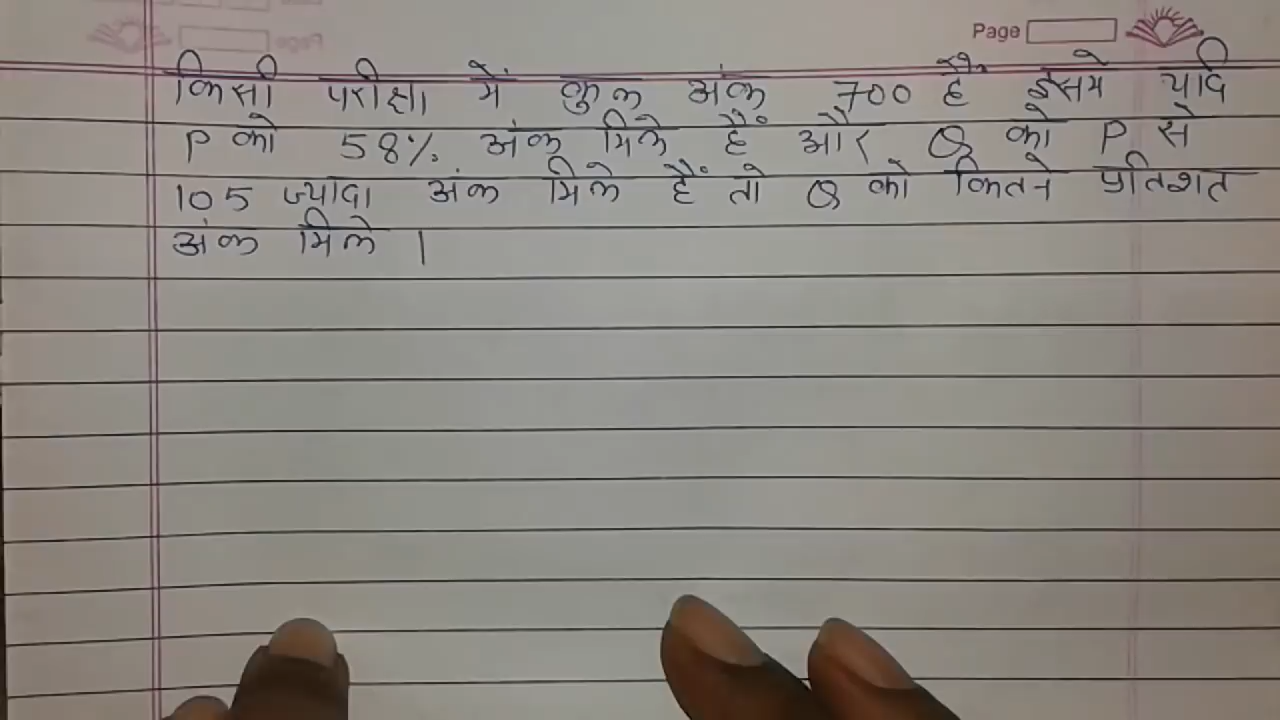 Page
किसी परीक्षा में कुल अंक 700 हैं इसमे यदि
P को 58% अंक मिले हैं और Q को P से
105 ज्यादा अंक मिले हैं तो Q को कितने प्रतिशत
अंक मिले ।